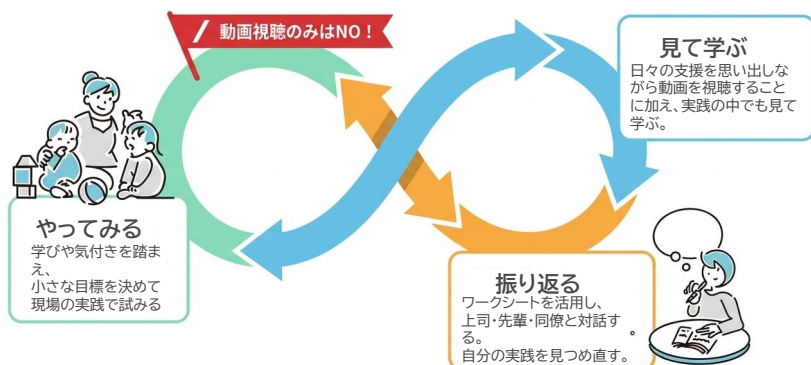 動画視聴のみはNO！
見て学ぶ
日々の支援を思い出しな
がら動画を視聴すること
に加え、実践の中でも見て
学ぶ。
やってみる
学びや気付きを踏ま
え、
小さな目標を決めて
現場の実践で試みる
振り返る
ワークシートを活用し、
上司・先輩・同僚と対話す
る。
自分の実践を見つめ直す。
。